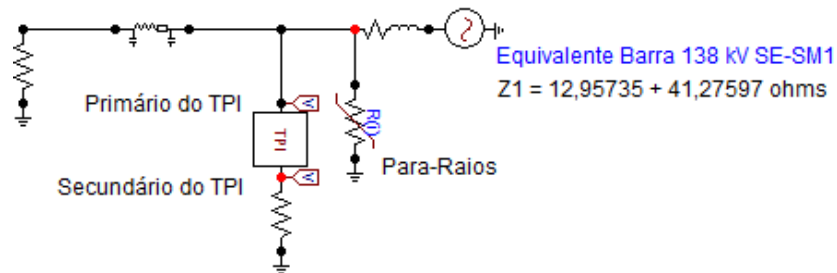 Equivalente Barra 138 kV SE-SM1
Z1 = 12,95735 + 41,27597 ohms
Primário do TPI
V
TPI
R(i)
Para-Raios
Secundário do TPI
V